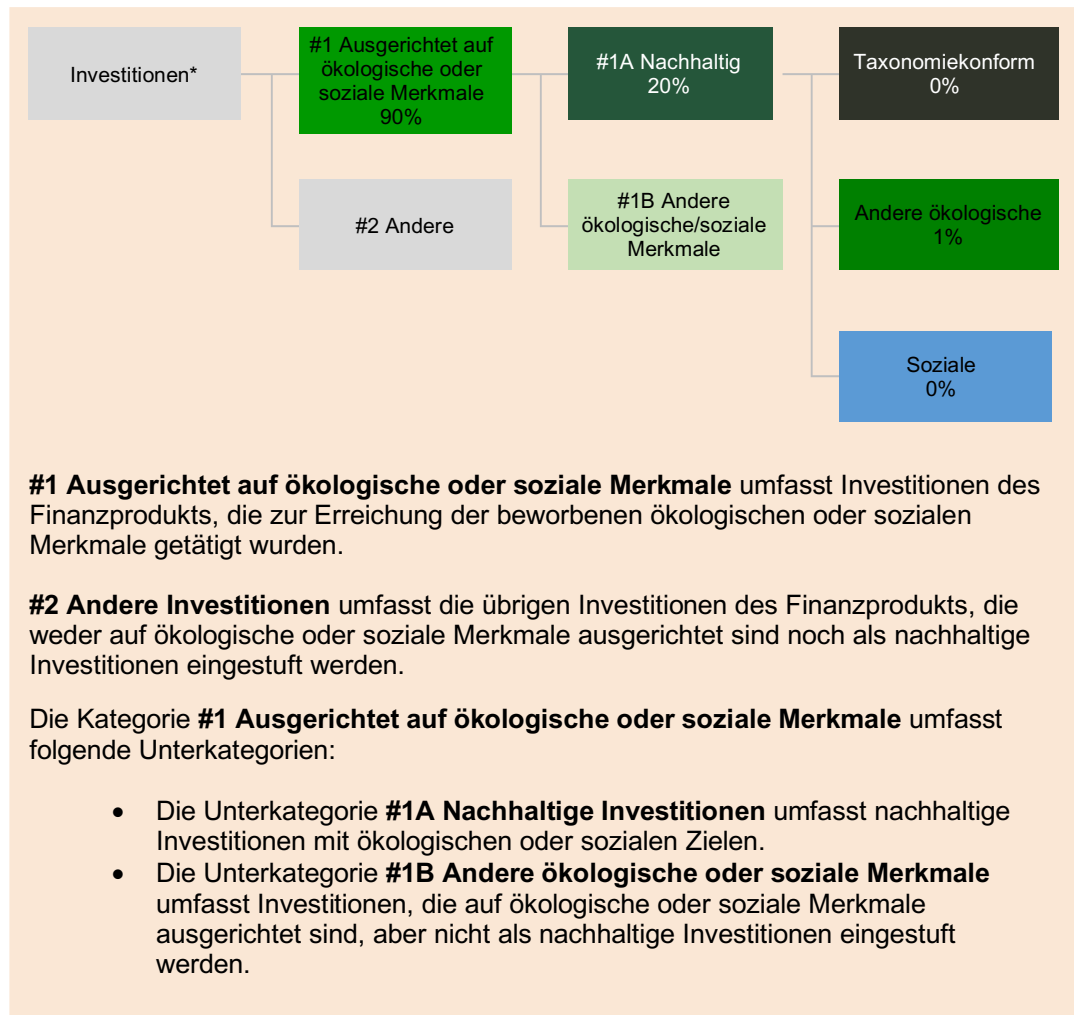 Investitionen*
#1 Ausgerichtet auf
ökologische oder
soziale Merkmale
90%
#1A Nachhaltig
20%
Taxonomiekonform
0%
#2 Andere
#1B Andere
ökologische/soziale
Merkmale
Andere ökologische
1%
Soziale
0%
#1 Ausgerichtet auf ökologische oder soziale Merkmale umfasst Investitionen des
Finanzprodukts, die zur Erreichung der beworbenen ökologischen oder sozialen
Merkmale getätigt wurden.
#2 Andere Investitionen umfasst die übrigen Investitionen des Finanzprodukts, die
weder auf ökologische oder soziale Merkmale ausgerichtet sind noch als nachhaltige
Investitionen eingestuft werden.
Die Kategorie #1 Ausgerichtet auf ökologische oder soziale Merkmale umfasst
folgende Unterkategorien:
• Die Unterkategorie #1A Nachhaltige Investitionen umfasst nachhaltige
Investitionen mit ökologischen oder sozialen Zielen.
• Die Unterkategorie #1B Andere ökologische oder soziale Merkmale
umfasst Investitionen, die auf ökologische oder soziale Merkmale
ausgerichtet sind, aber nicht als nachhaltige Investitionen eingestuft
werden.